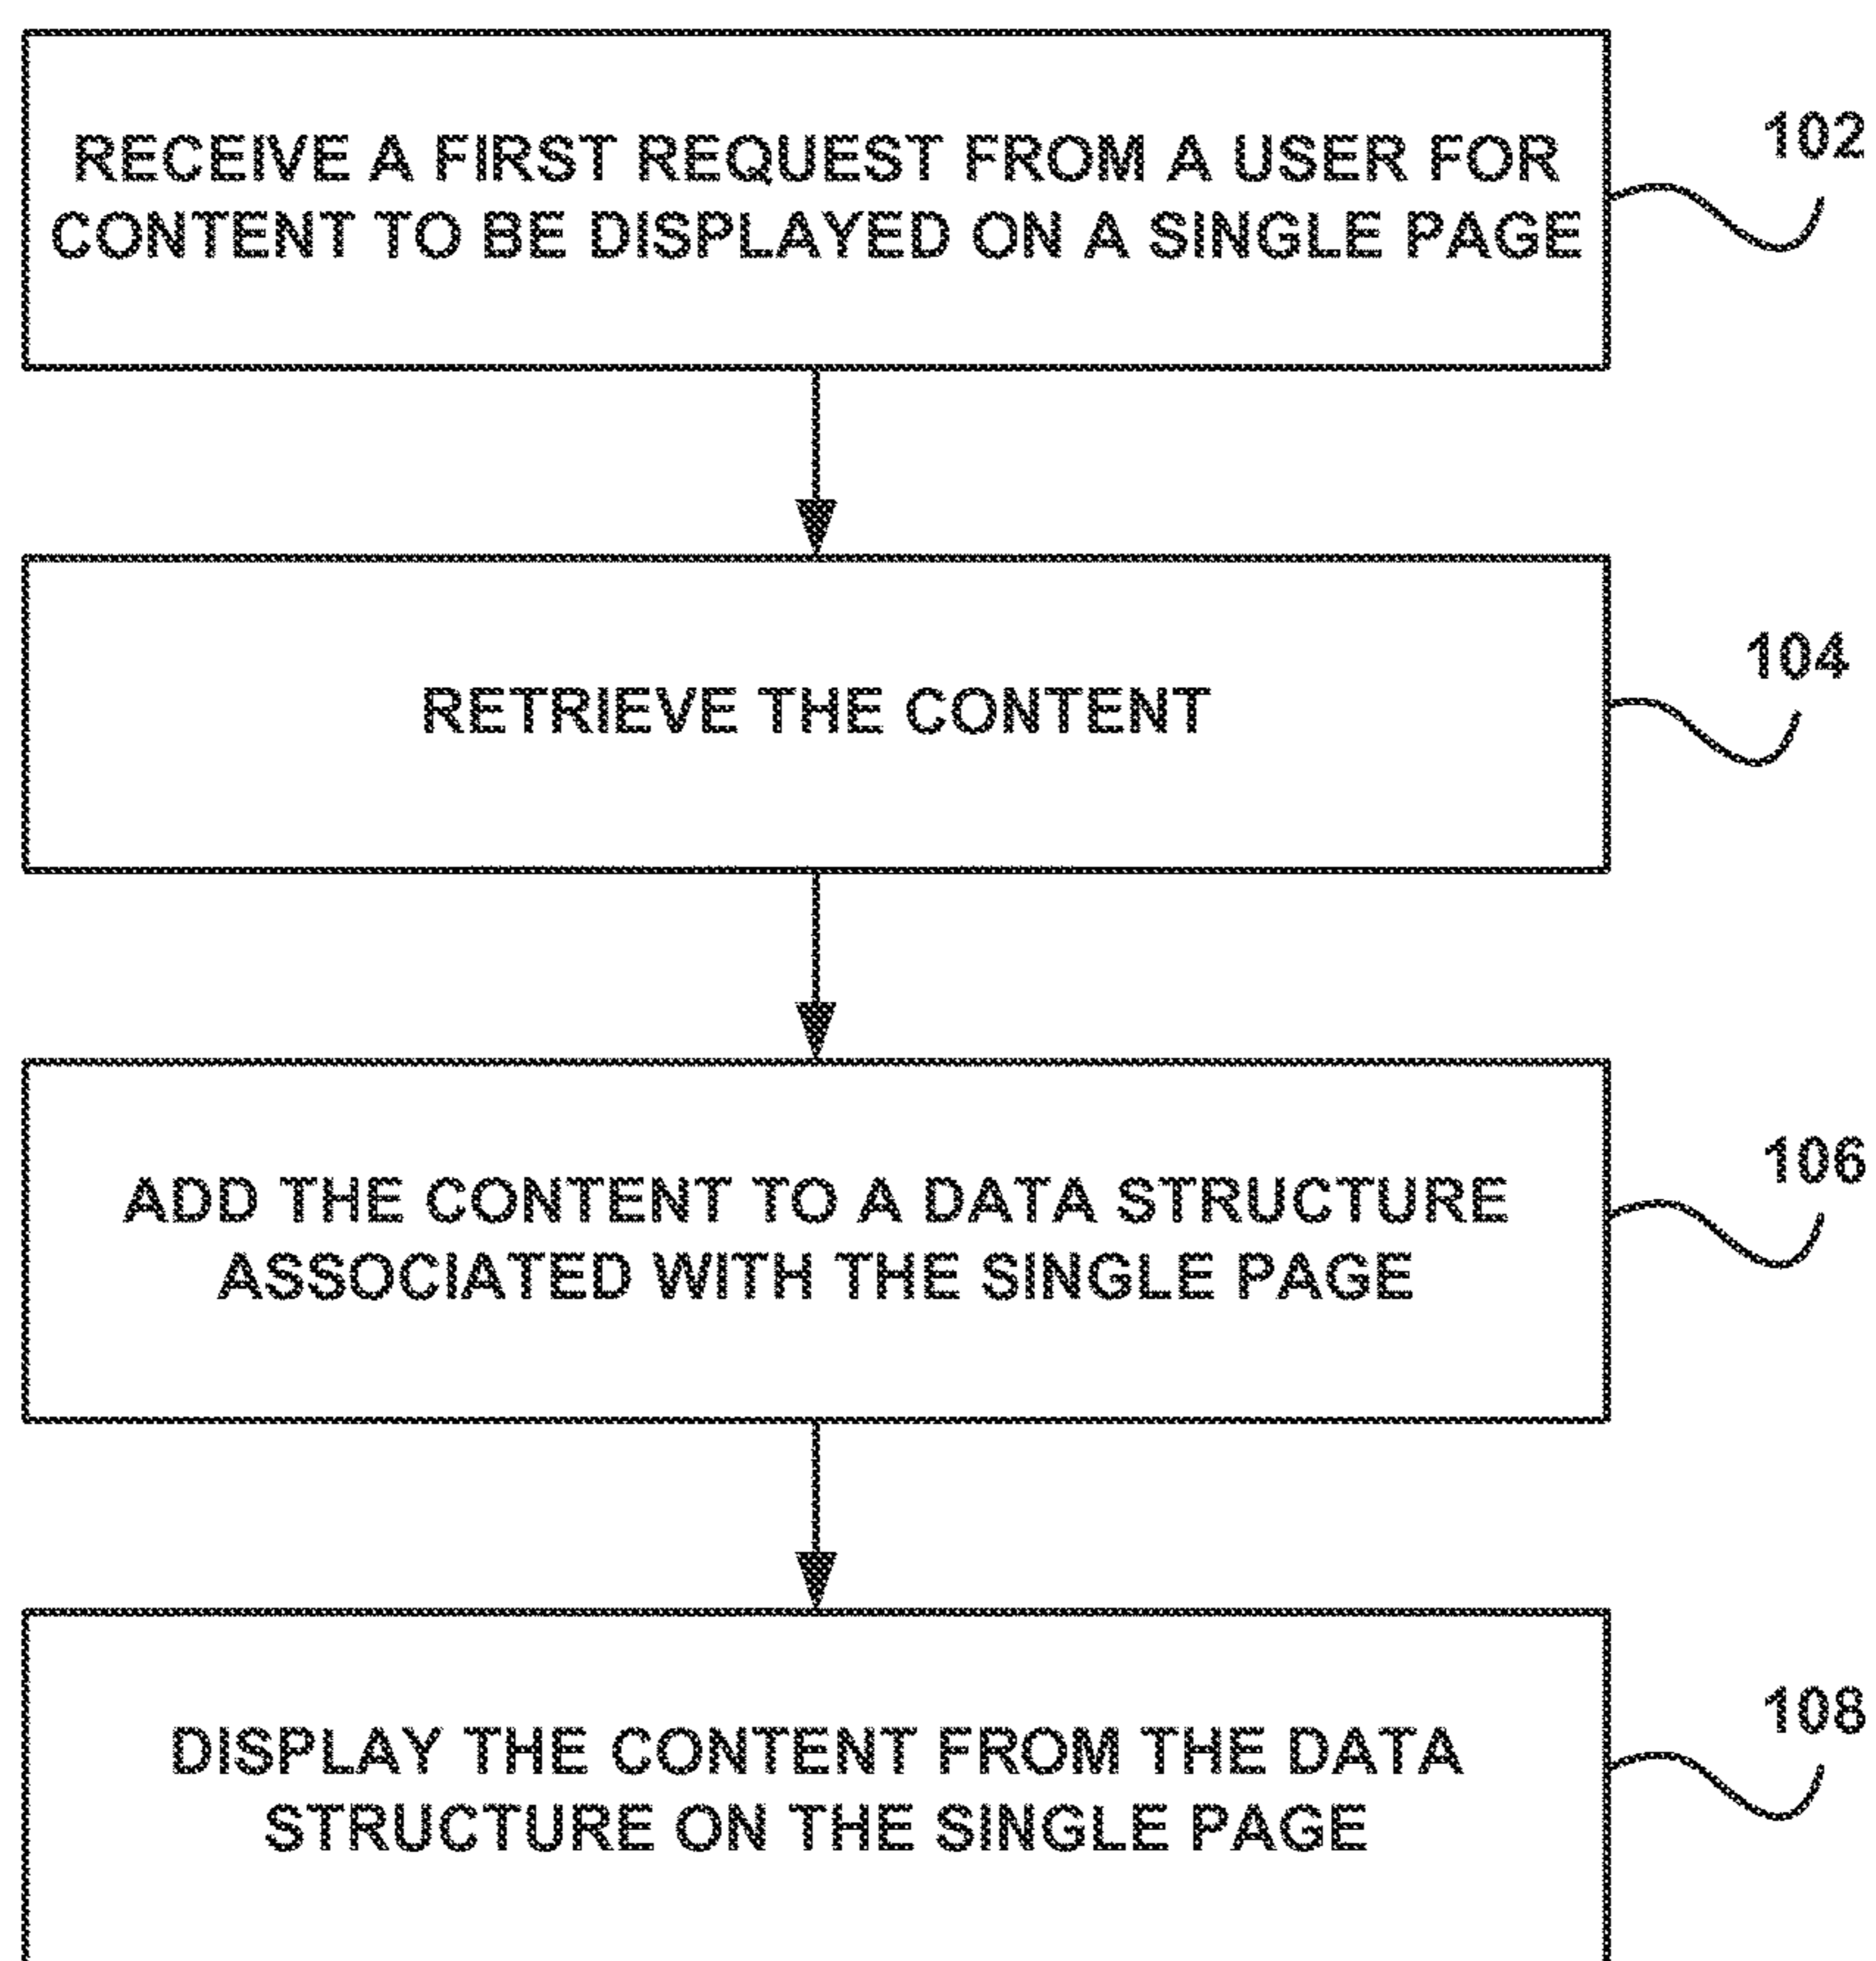 RECEIVE A FIRST REQUEST FROM A USER FOR
CONTENT TO BE DISPLAYED ON A SINGLE PAGE
102
RETRIEVE THE CONTENT
104
ADD THE CONTENT TO A DATA STRUCTURE
ASSOCIATED WITH THE SINGLE PAGE
106
DISPLAY THE CONTENT FROM THE DATA
STRUCTURE ON THE SINGLE PAGE
108